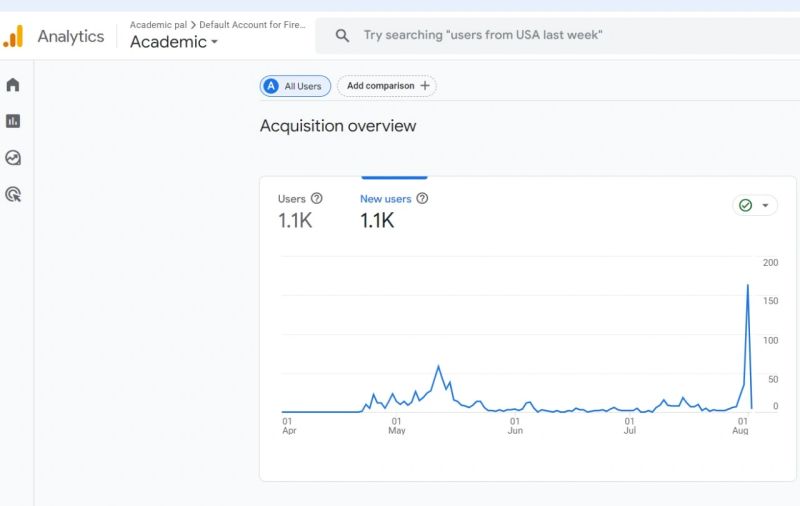 Academic pal > Default Account for Fire...
Analytics
Academic
Try searching "users from USA last week"
A All Users
Add comparison +
Acquisition overview
Users
New users
1.1K
1.1K
200
150
100
50
0
01 Apr
01 May
01 Jun
01 Jul
01 Aug